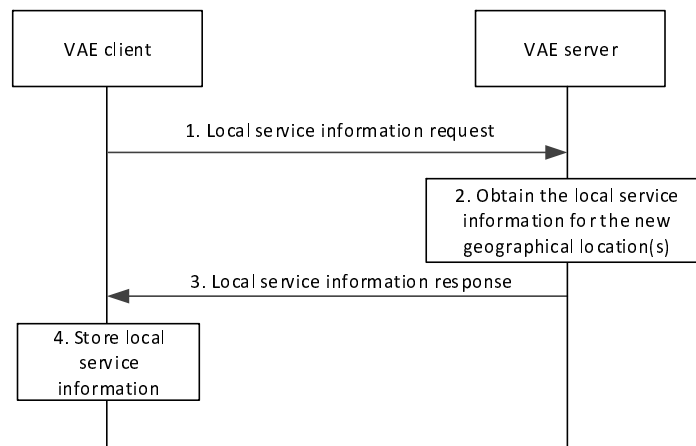 VAE client
VAE server
1. Local service information request
2. Obtain the local service
information for the new
geographical location(s)
3. Local service information response
4. Store local
service
information